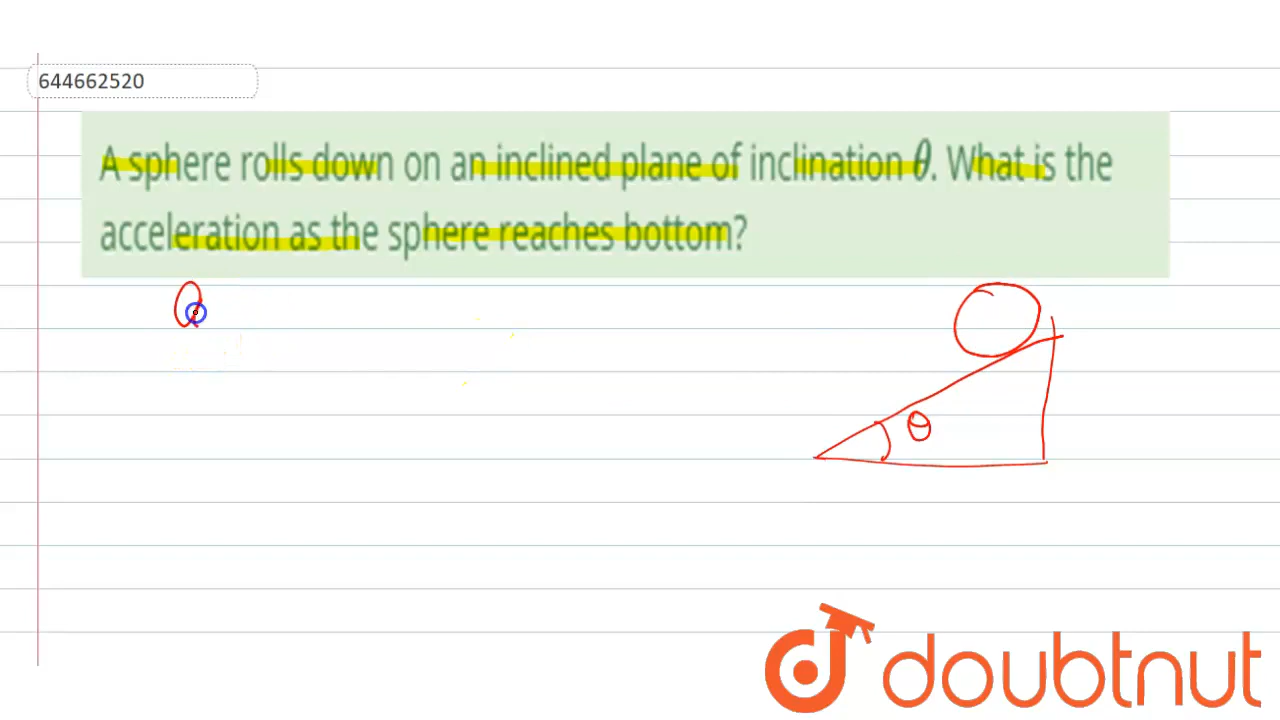 644662520
A sphere rolls down on an inclined plane of inclination θ. What is the
acceleration as the sphere reaches bottom?
a
θ
doubtnut